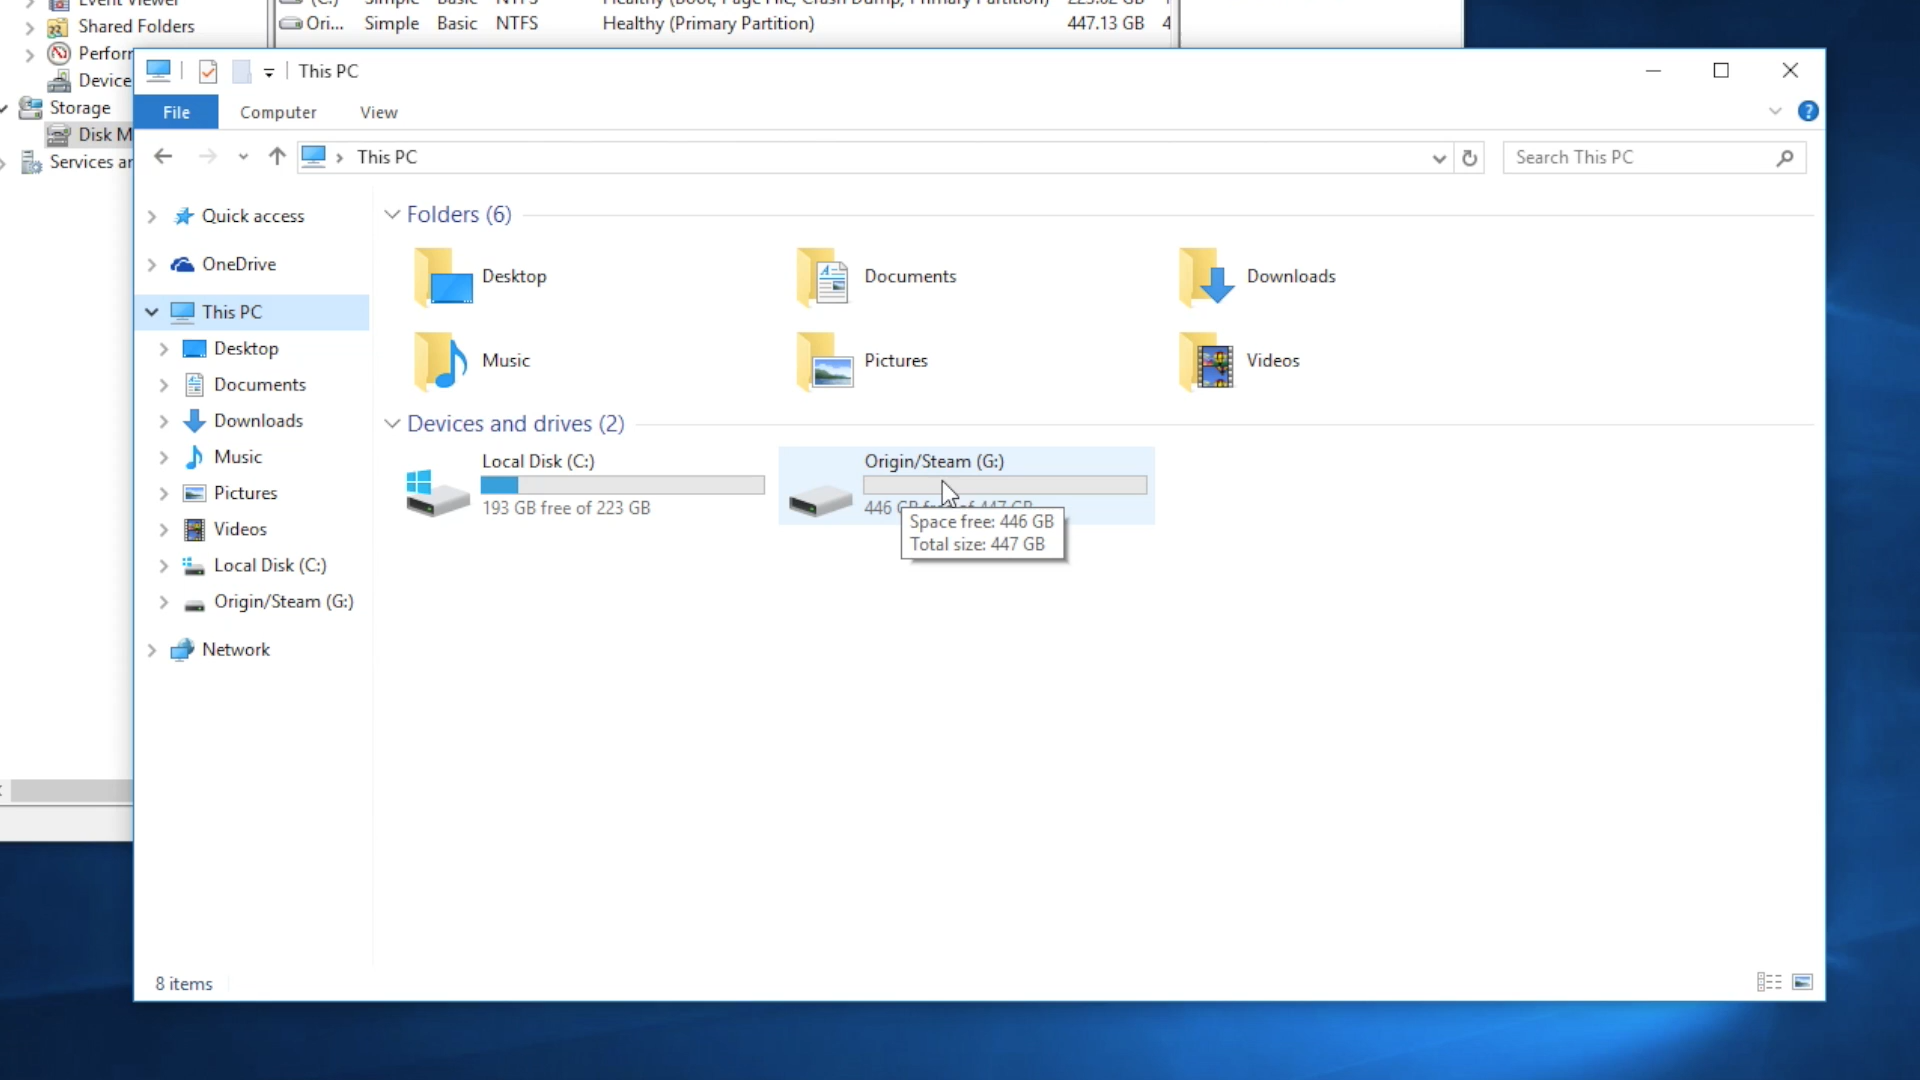 Event Viewer
(C:) Simple Basic NTFS Healthy (Boot, Page File, Crash Dump, Primary Partition) 223.02 GB
Shared Folders
Ori... Simple Basic NTFS Healthy (Primary Partition) 447.13 GB 4
Perfor
Device
Storage
Disk M
Services an
This PC
File Computer View
This PC
Search This PC
Quick access
OneDrive
This PC
Desktop
Documents
Downloads
Music
Pictures
Videos
Local Disk (C:)
Origin/Steam (G:)
Network
Folders (6)
Desktop
Documents
Downloads
Music
Pictures
Videos
Devices and drives (2)
Local Disk (C:)
193 GB free of 223 GB
Origin/Steam (G:)
446 GB free of 447 GB
Space free: 446 GB
Total size: 447 GB
8 items